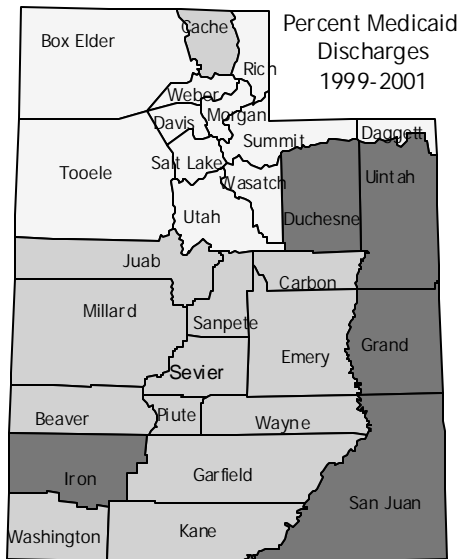 Percent Medicaid
Discharges
1999-2001
Cache
Box Elder
Rich
Weber
Morgan
Davis
Summit
Daggett
Salt Lake
Tooele
Wasatch
Uintah
Utah
Duchesne
Juab
Carbon
Millard
Sanpete
Grand
Emery
Sevier
Piute
Beaver
Wayne
Iron
Garfield
San Juan
Kane
Washington